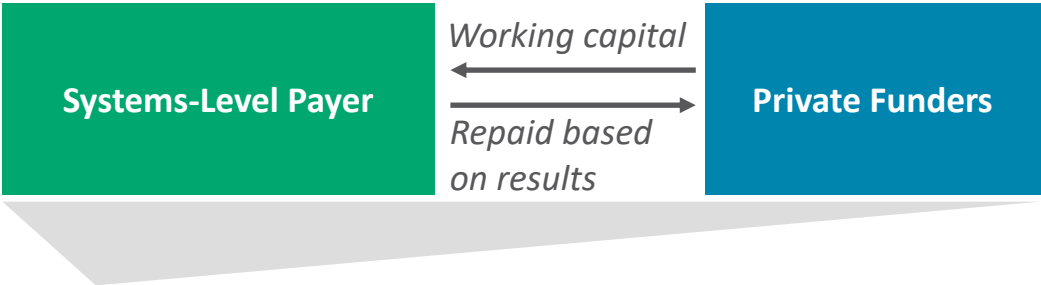 Working capital
Systems-Level Payer
Private Funders
Repaid based
on results